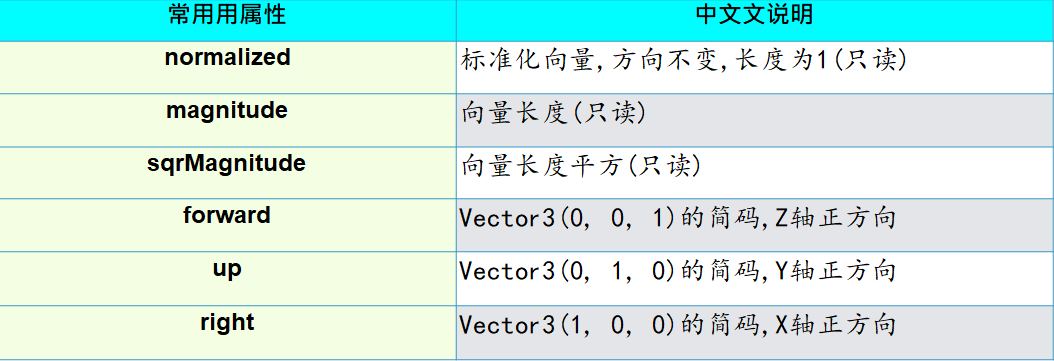 常用用属性 中文文说明
normalized 标准化向量,方向不变,长度为1(只读)
magnitude 向量长度(只读)
sqrMagnitude 向量长度平方(只读)
forward Vector3(0, 0, 1)的简码,Z轴正方向
up Vector3(0, 1, 0)的简码,Y轴正方向
right Vector3(1, 0, 0)的简码,X轴正方向